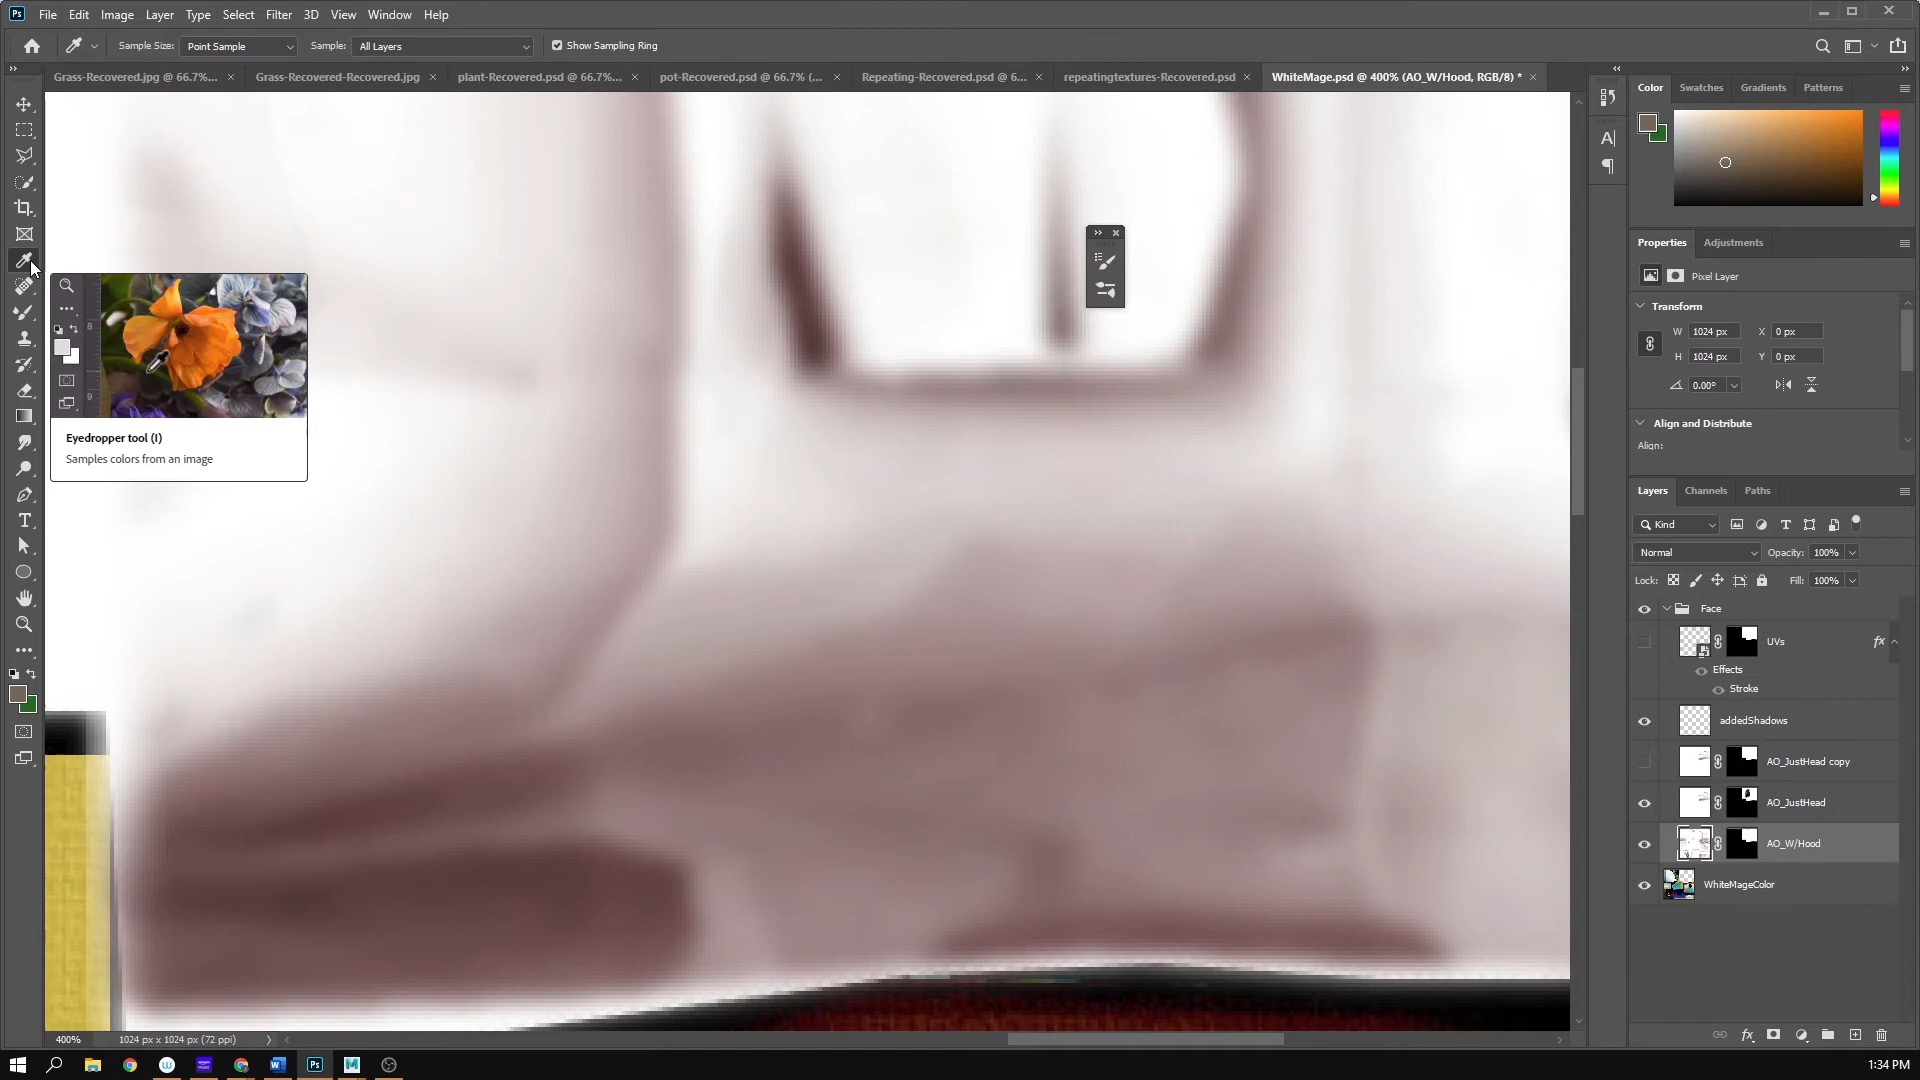 Ps File Edit Image Layer Type Select Filter 3D View Window Help
Sample Size: Point Sample Sample: All Layers Show Sampling Ring
Grass-Recovered.jpg @ 66.7%... × Grass-Recovered-Recovered.jpg × plant-Recovered.psd @ 66.7%... × pot-Recovered.psd @ 66.7% (... × Repeating-Recovered.psd @ 6... × repeatingtextures-Recovered.psd × WhiteMage.psd @ 400% (AO_W/Hood, RGB/8) * ×
Color Swatches Gradients Patterns
Properties Adjustments
Pixel Layer
Transform
W 1024 px X 0 px
H 1024 px Y 0 px
0.00°
Align and Distribute
Align:
8
9
Eyedropper tool (I)
Samples colors from an image
Layers Channels Paths
Kind
Normal Opacity: 100%
Lock: Fill: 100%
Face
UVs fx
Effects
Stroke
addedShadows
AO_JustHead copy
AO_JustHead
AO_W/Hood
WhiteMageColor
400% 1024 px x 1024 px (72 ppi)
1:34 PM